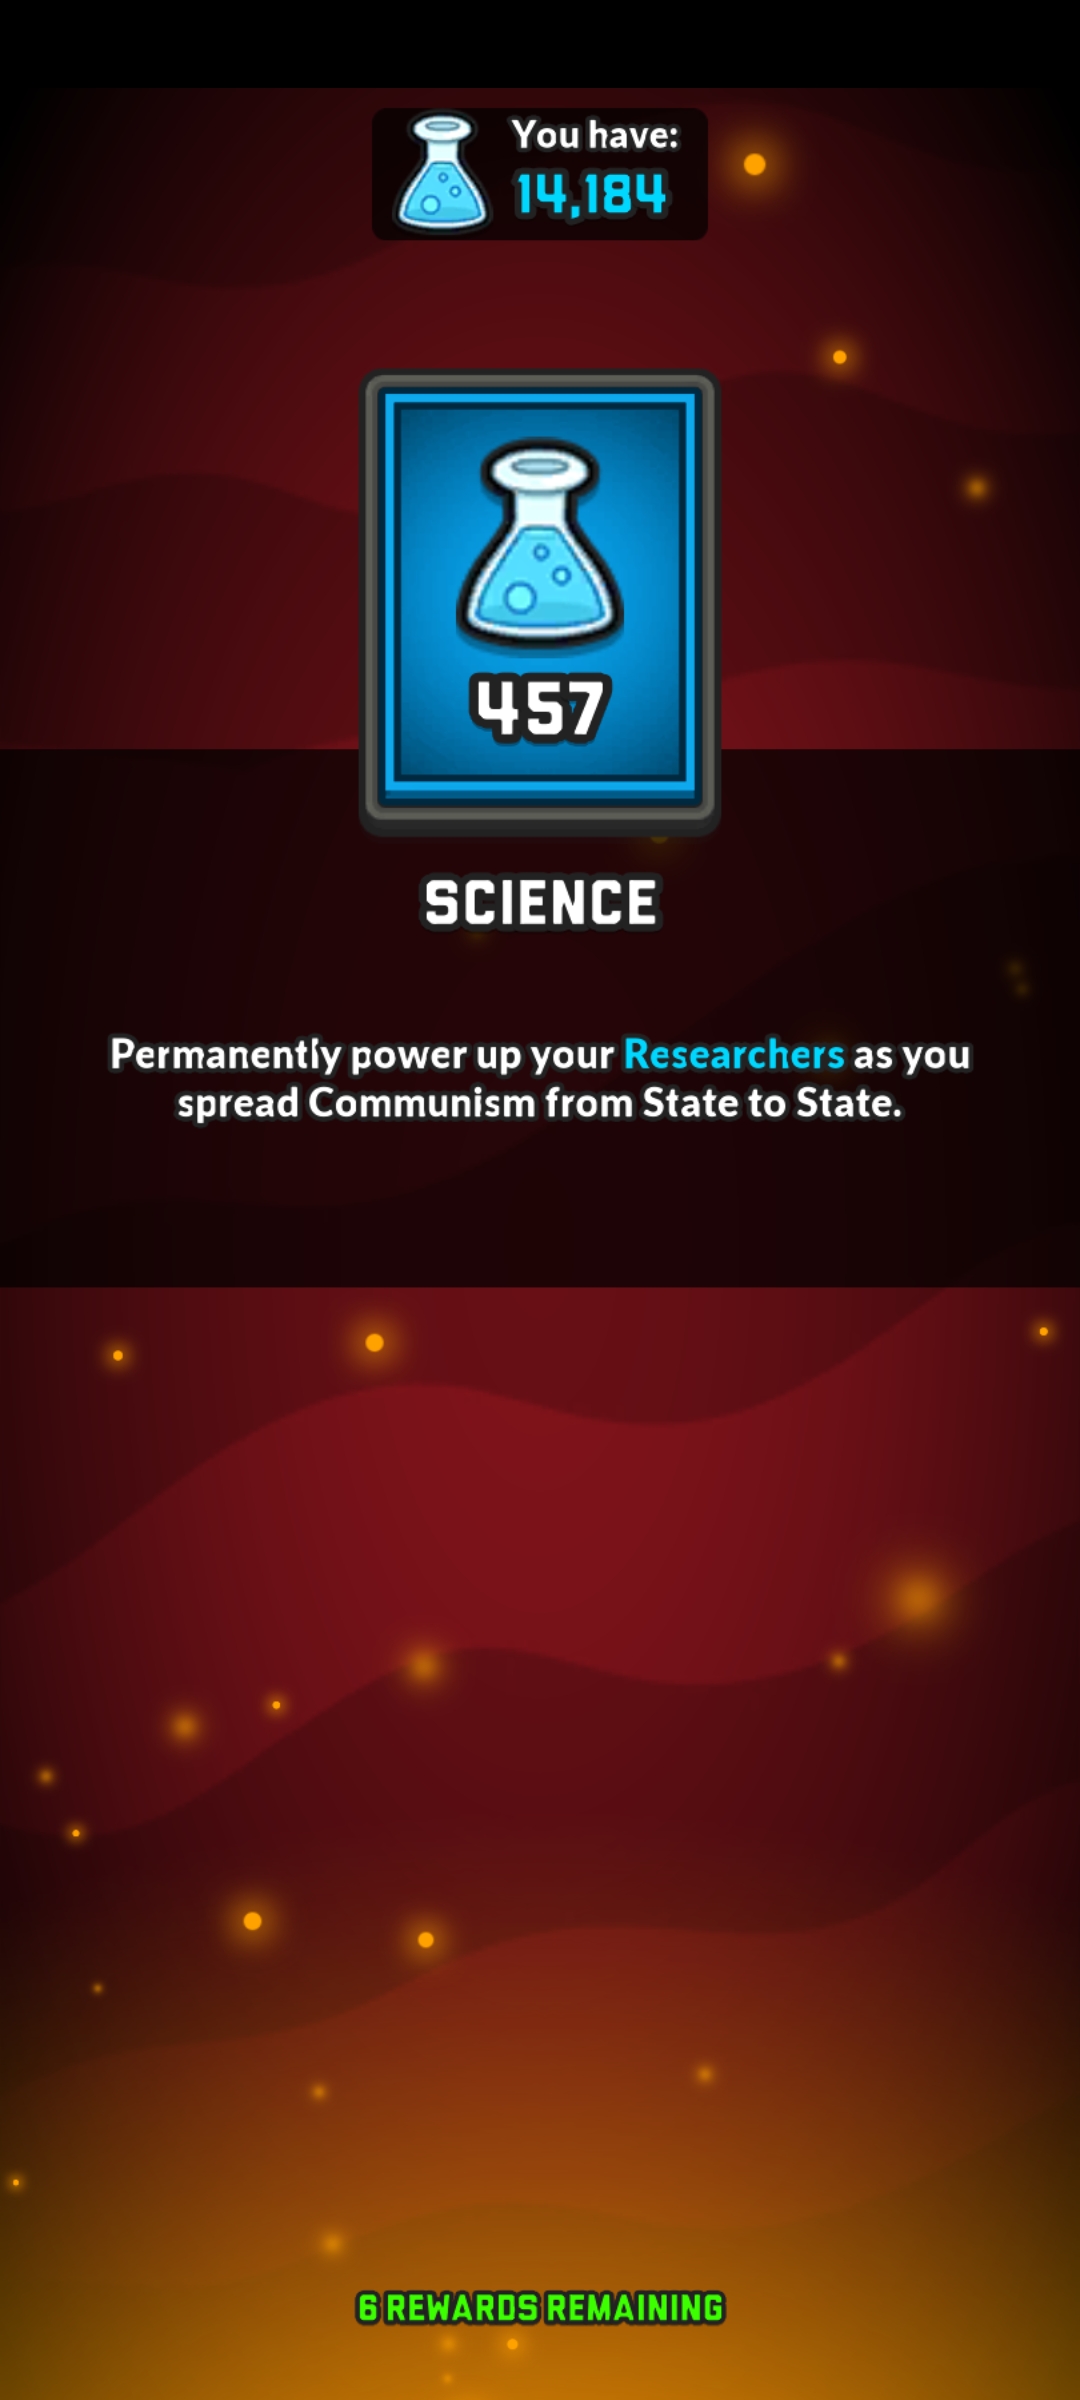 You have:
14,184
457
SCIENCE
Permanently power up your Researchers as you
spread Communism from State to State.
6 REWARDS REMAINING